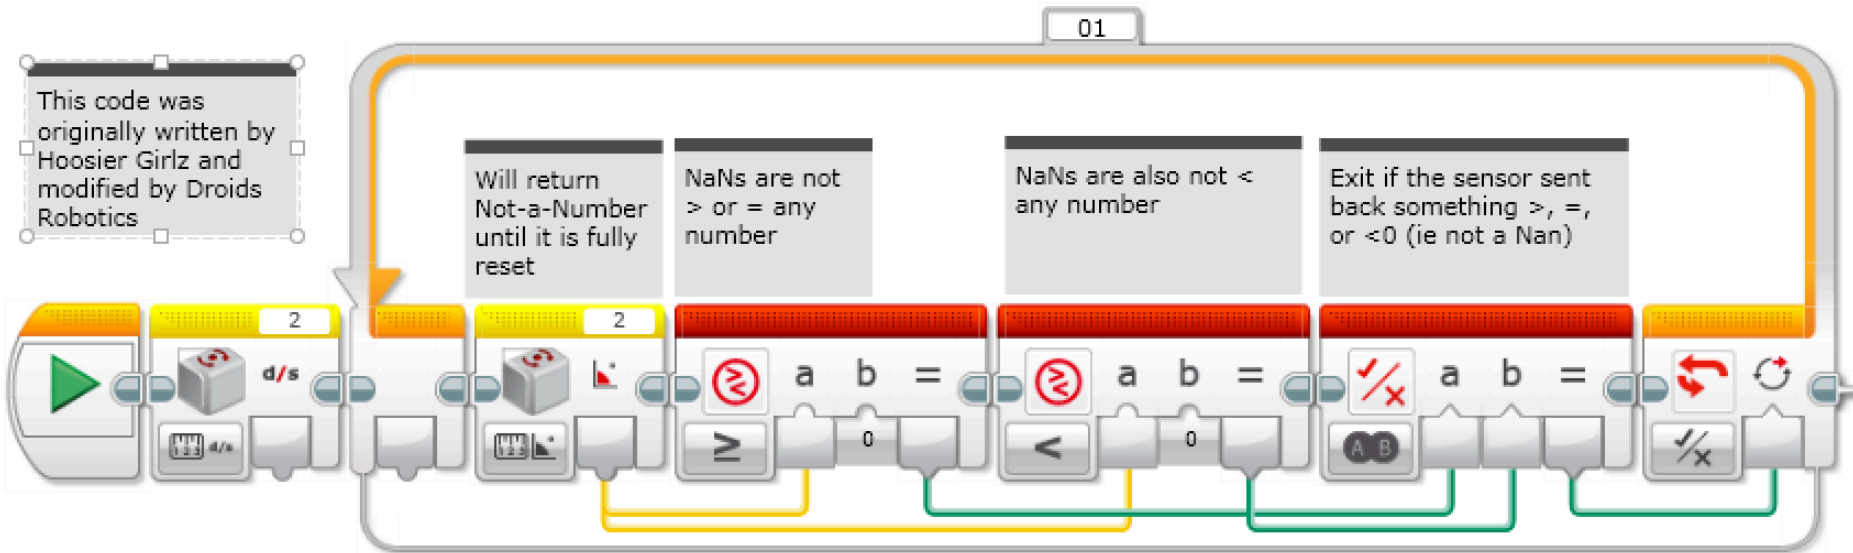 01
This code was
originally written by
Hoosier Girlz and
modified by Droids
Robotics
Will return
Not-a-Number
until it is fully
reset
NaNs are not
> or = any
number
NaNs are also not <
any number
Exit if the sensor sent
back something >, =,
or <0 (ie not a Nan)
2
d/s
2
a b =
a b =
a b =
123 d/s
123
≥
0
<
0
A B